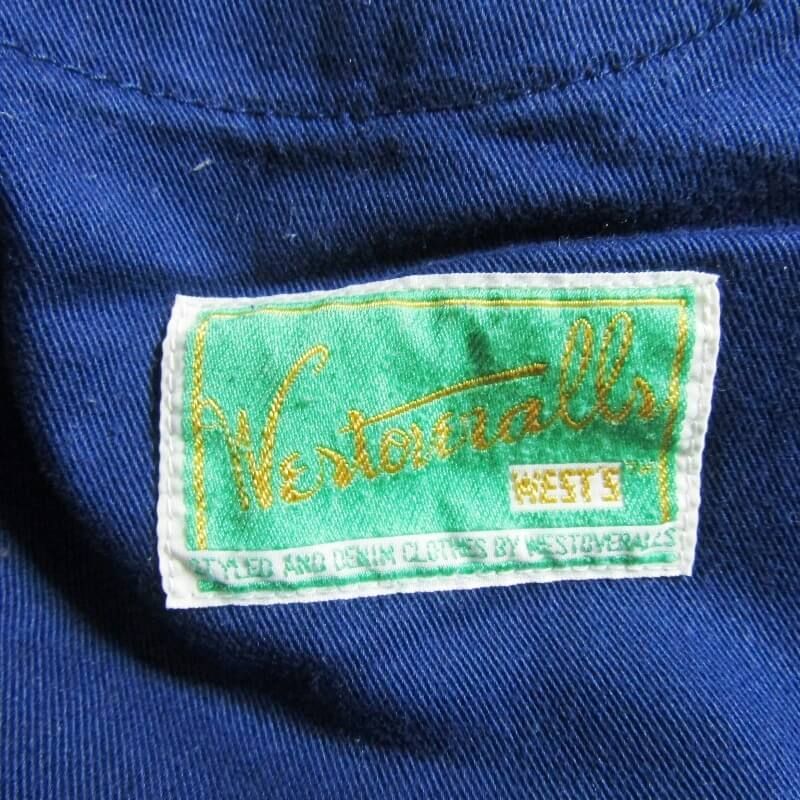 Westoveralls
WEST'S
STYLED AND DENIM CLOTHES BY WESTOVERALLS